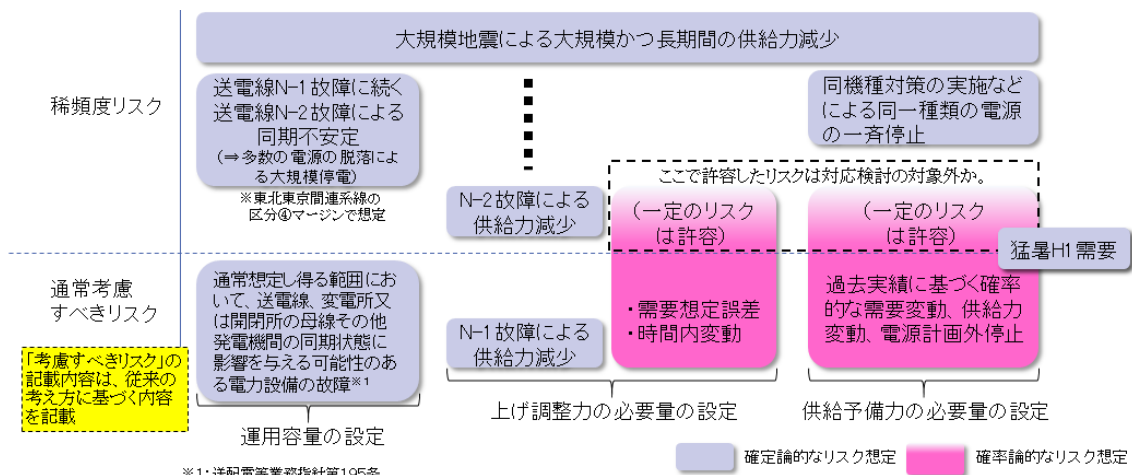 大規模地震による大規模かつ長期間の供給力減少
稀頻度リスク
送電線N-1故障に続く
送電線N-2故障による
同期不安定
(⇒多数の電源の脱落によ
る大規模停電)
※東北東京間連系線の
区分④マージンで想定
同機種対策の実施など
による同一種類の電源
の一斉停止
ここで許容したリスクは対応検討の対象外か。
N-2故障による
供給力減少
(一定のリスク
は許容)
(一定のリスク
は許容)
猛暑H1需要
通常考慮
すべきリスク
通常想定し得る範囲にお
いて、送電線、変電所又
は開閉所の母線その他
発電機間の同期状態に
影響を与える可能性のあ
る電力設備の故障※1
N-1故障による
供給力減少
・需要想定誤差
・時間内変動
過去実績に基づく確率
的な需要変動、供給力
変動、電源計画外停止
「考慮すべきリスク」の
記載内容は、従来の
考え方に基づく内容
を記載
運用容量の設定
上げ調整力の必要量の設定
供給予備力の必要量の設定
※1:送配電等業務指針第195条
確定論的なリスク想定
確率論的なリスク想定